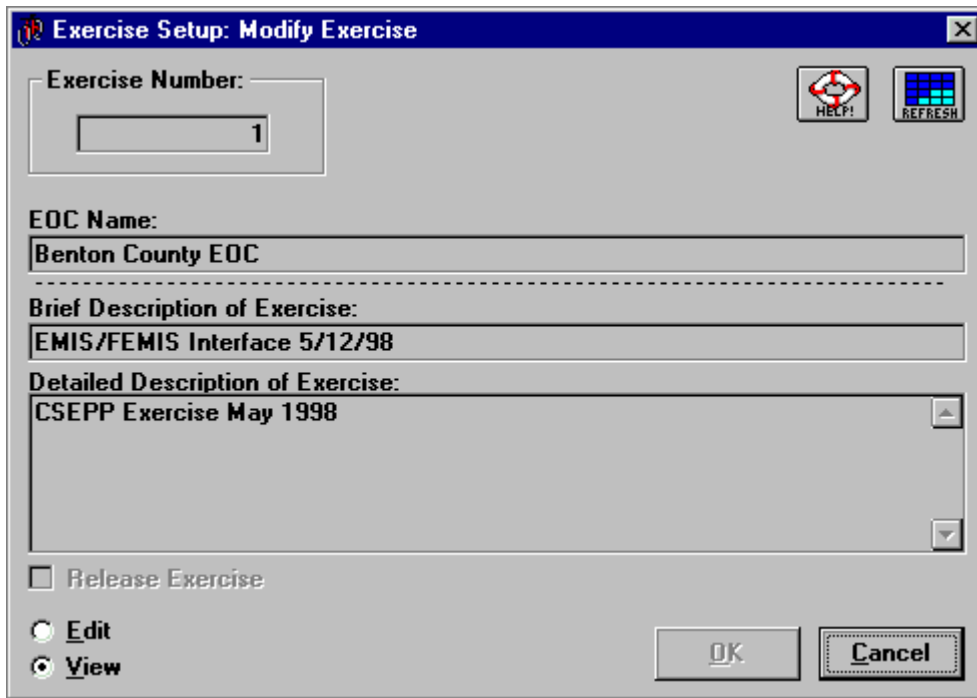 Exercise Setup: Modify Exercise
Exercise Number:
1
HELP!
REFRESH
EOC Name:
Benton County EOC
Brief Description of Exercise:
EMIS/FEMIS Interface 5/12/98
Detailed Description of Exercise:
CSEPP Exercise May 1998
Release Exercise
Edit
View
OK
Cancel